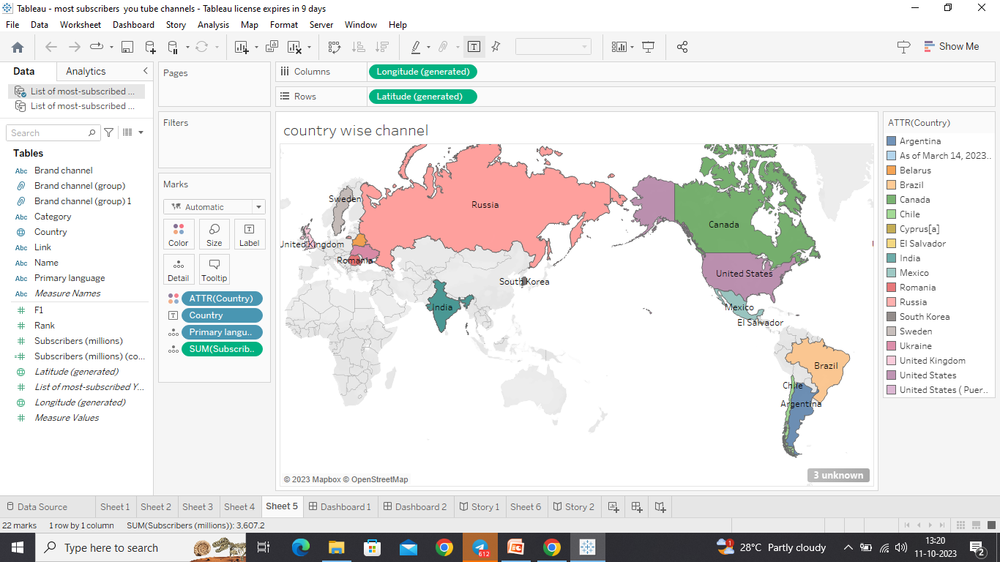 Tableau - most subscribers you tube channels - Tableau license expires in 9 days
File Data Worksheet Dashboard Story Analysis Map Format Server Window Help
Show Me
Data Analytics
List of most-subscribed ...
List of most-subscribed ...
Search
Tables
Abc Brand channel
Brand channel (group)
Brand channel (group) 1
Abc Category
Country
Abc Link
Abc Name
Abc Primary language
Abc Measure Names
# F1
# Rank
# Subscribers (millions)
=# Subscribers (millions) (co...
Latitude (generated)
# List of most-subscribed Y...
Longitude (generated)
# Measure Values
Pages
Filters
Marks
Automatic
Color Size Label
Detail Tooltip
ATTR(Country)
Country
Primary langu..
SUM(Subscrib..
Columns Longitude (generated)
Rows Latitude (generated)
country wise channel
Sweden
Russia
Canada
United Kingdom
Romania
United States
South Korea
India
Mexico
El Salvador
Brazil
Chile
Argentina
© 2023 Mapbox © OpenStreetMap
3 unknown
ATTR(Country)
Argentina
As of March 14, 2023..
Belarus
Brazil
Canada
Chile
Cyprus[a]
El Salvador
India
Mexico
Romania
Russia
South Korea
Sweden
Ukraine
United Kingdom
United States
United States ( Puer..
Data Source Sheet 1 Sheet 2 Sheet 3 Sheet 4 Sheet 5 Dashboard 1 Dashboard 2 Story 1 Sheet 6 Story 2
22 marks 1 row by 1 column SUM(Subscribers (millions)): 3,607.2
Type here to search
612
1
28°C Partly cloudy
13:20
11-10-2023
2